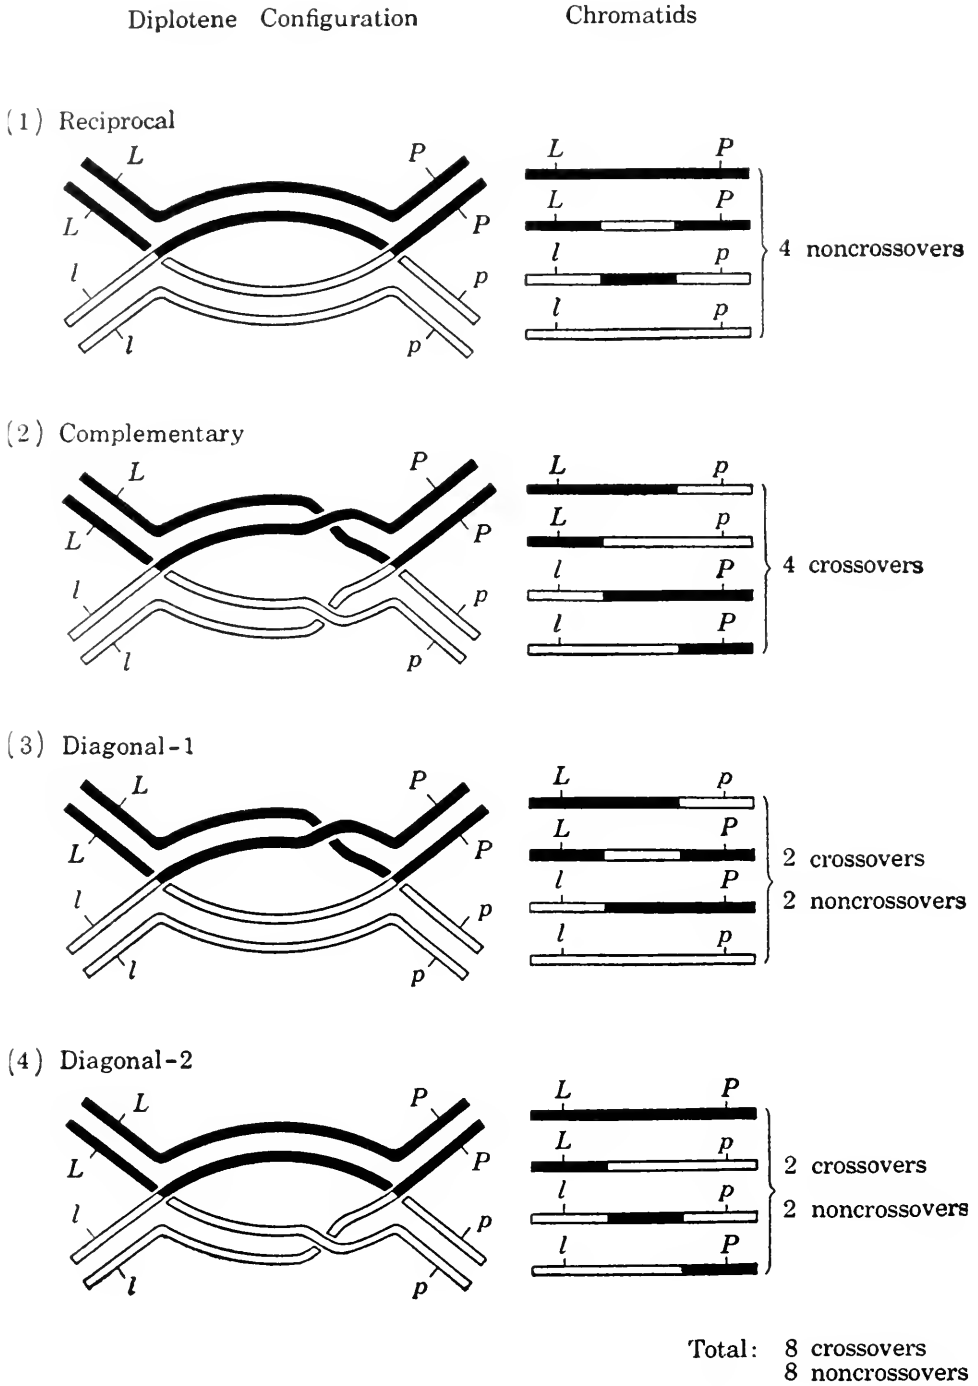 Diplotene Configuration Chromatids
(1) Reciprocal
L P L P
L P L P
l p l p
l p l p
4 noncrossovers
(2) Complementary
L P L p
L P L p
l p l P
l p l P
4 crossovers
(3) Diagonal-1
L P L p
L P L P
l p l P
l p l p
2 crossovers
2 noncrossovers
(4) Diagonal-2
L P L P
L P L p
l p l p
l p l P
2 crossovers
2 noncrossovers
Total: 8 crossovers
8 noncrossovers